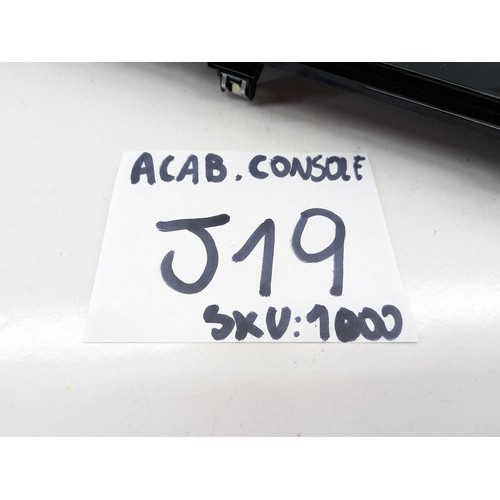 ACAB. CONSOLE
J19
SKU:1000